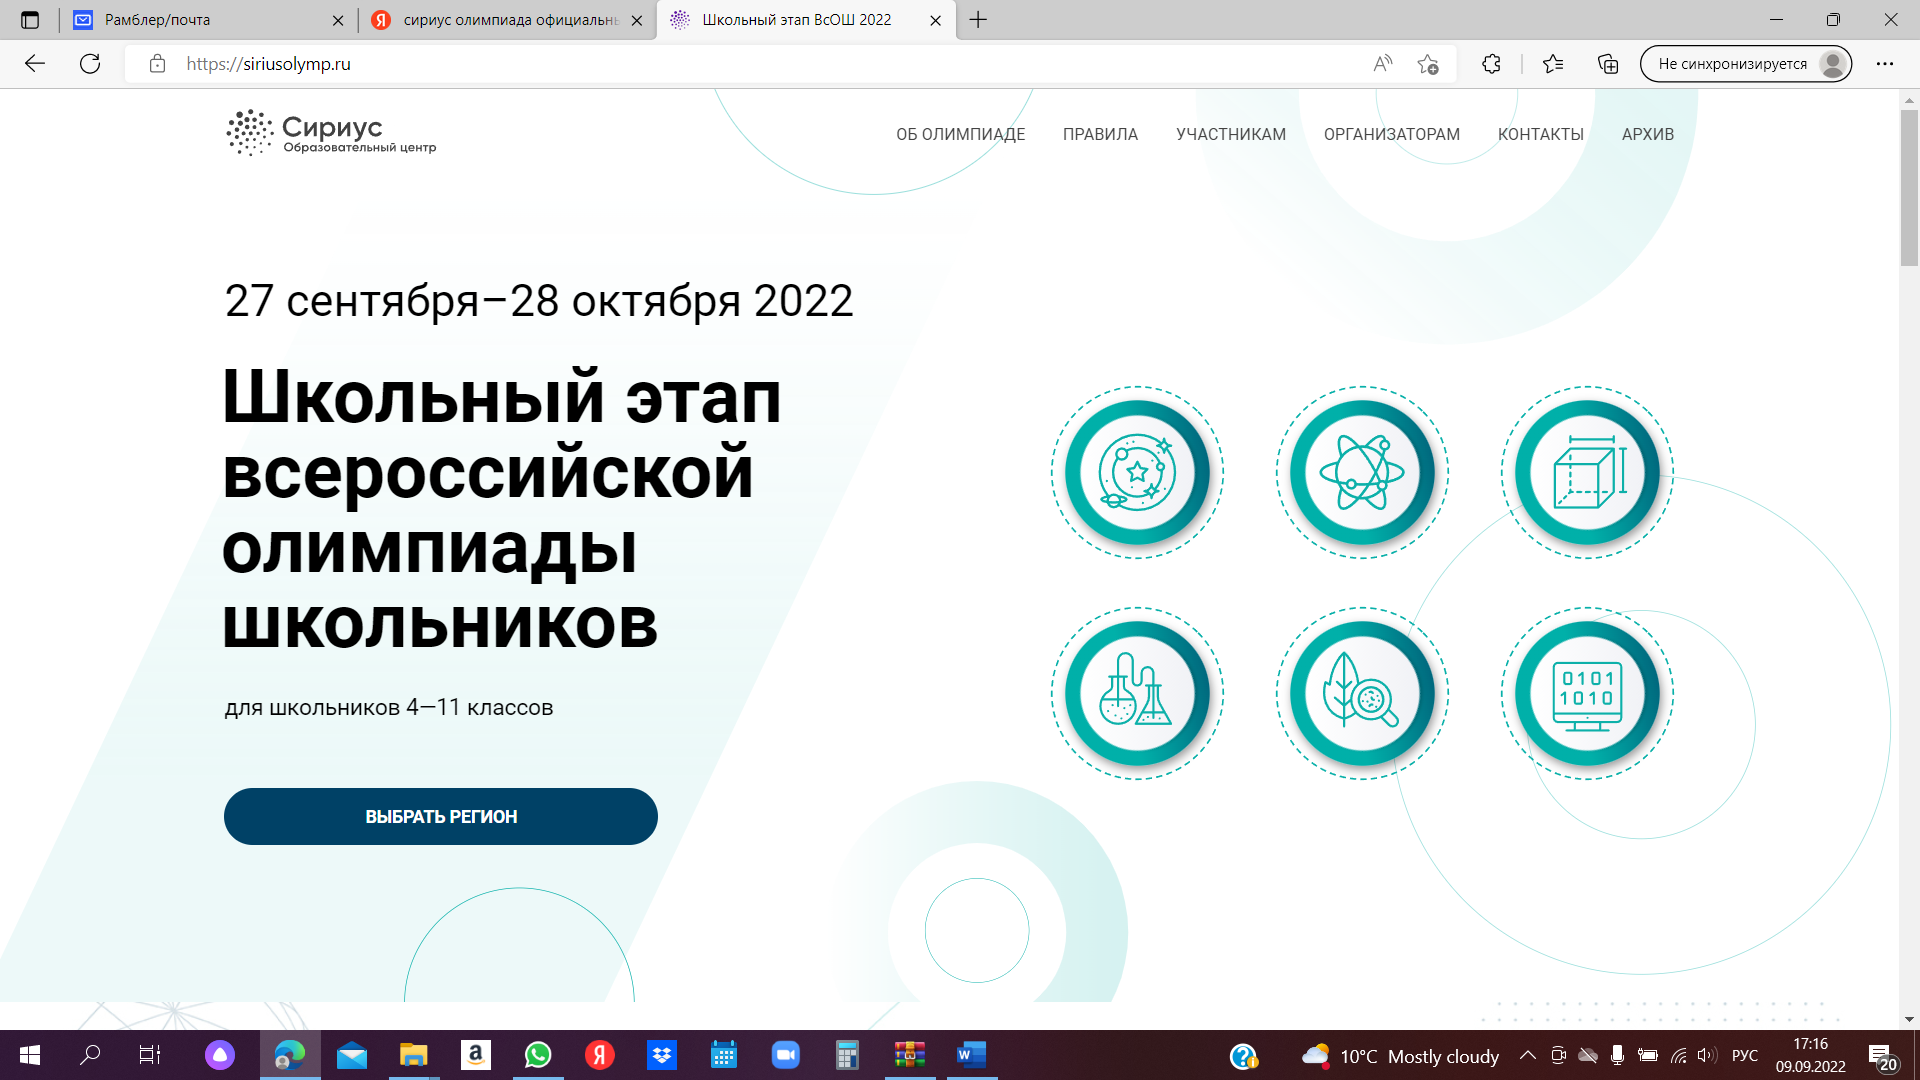 Рамблер/почта
сириус олимпиада официальны
Школьный этап ВсОШ 2022
https://siriusolymp.ru
Не синхронизируется
Сириус
Образовательный центр
ОБ ОЛИМПИАДЕ
ПРАВИЛА
УЧАСТНИКАМ
ОРГАНИЗАТОРАМ
КОНТАКТЫ
АРХИВ
27 сентября–28 октября 2022
Школьный этап
всероссийской
олимпиады
школьников
для школьников 4—11 классов
0101
1010
ВЫБРАТЬ РЕГИОН
10°C Mostly cloudy
РУС
17:16
09.09.2022
20